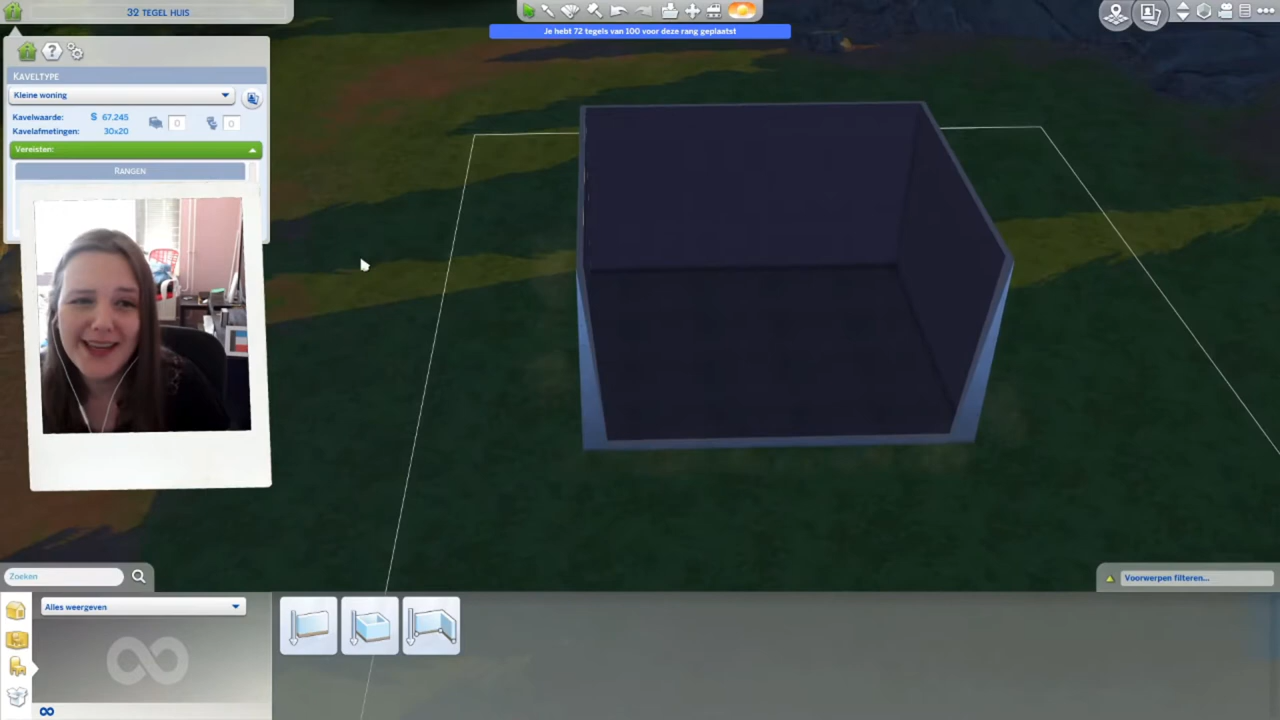 32 TEGEL HUIS
Je hebt 72 tegels van 100 voor deze rang geplaatst
KAVELTYPE
Kleine woning
Kavelwaarde: § 67.245
0
0
Kavelafmetingen: 30x20
Vereisten:
RANGEN
Zoeken
Voorwerpen filteren...
Alles weergeven